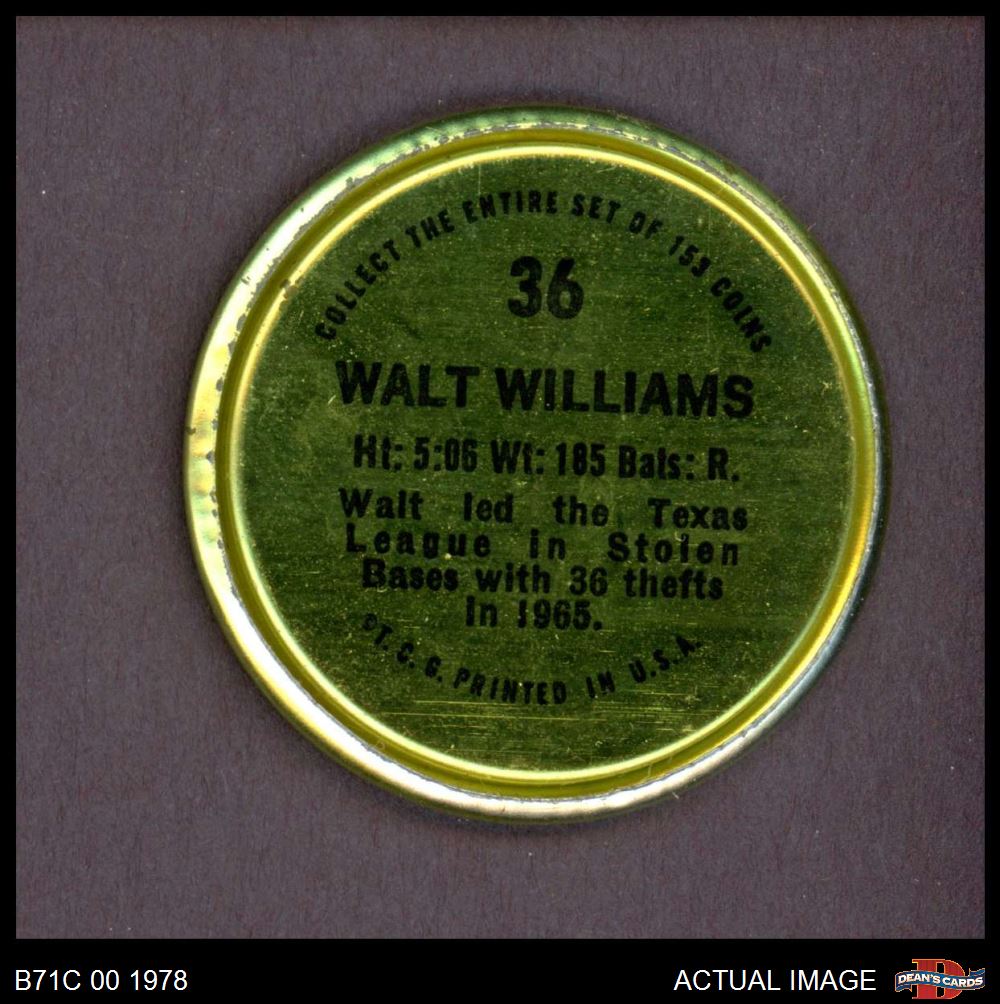 COLLECT THE ENTIRE SET OF 153 COINS
36
WALT WILLIAMS
Ht: 5:06 Wt: 185 Bats: R.
Walt led the Texas
League in Stolen
Bases with 36 thefts
in 1965.
©T. C. G. PRINTED IN U.S.A.
B71C 00 1978
ACTUAL IMAGE
D
DEAN'S CARDS